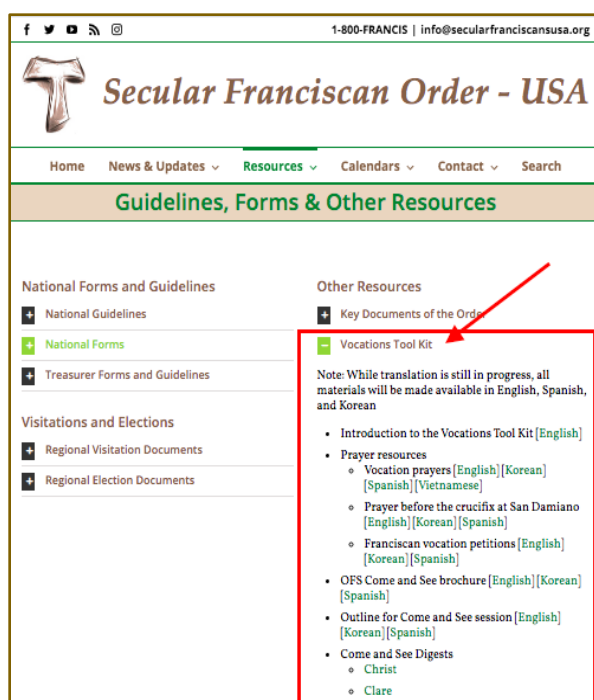 1-800-FRANCIS | info@secularfranciscansusa.org
Secular Franciscan Order - USA
Home News & Updates Resources Calendars Contact Search
Guidelines, Forms & Other Resources
National Forms and Guidelines
National Guidelines
National Forms
Treasurer Forms and Guidelines
Visitations and Elections
Regional Visitation Documents
Regional Election Documents
Other Resources
Key Documents of the Order
Vocations Tool Kit
Note: While translation is still in progress, all
materials will be made available in English, Spanish,
and Korean
• Introduction to the Vocations Tool Kit [English]
• Prayer resources
Vocation prayers [English][Korean]
[Spanish][Vietnamese]
Prayer before the crucifix at San Damiano
[English][Korean][Spanish]
Franciscan vocation petitions [English]
[Korean][Spanish]
• OFS Come and See brochure [English][Korean]
[Spanish]
• Outline for Come and See session [English]
[Korean][Spanish]
• Come and See Digests
Christ
Clare